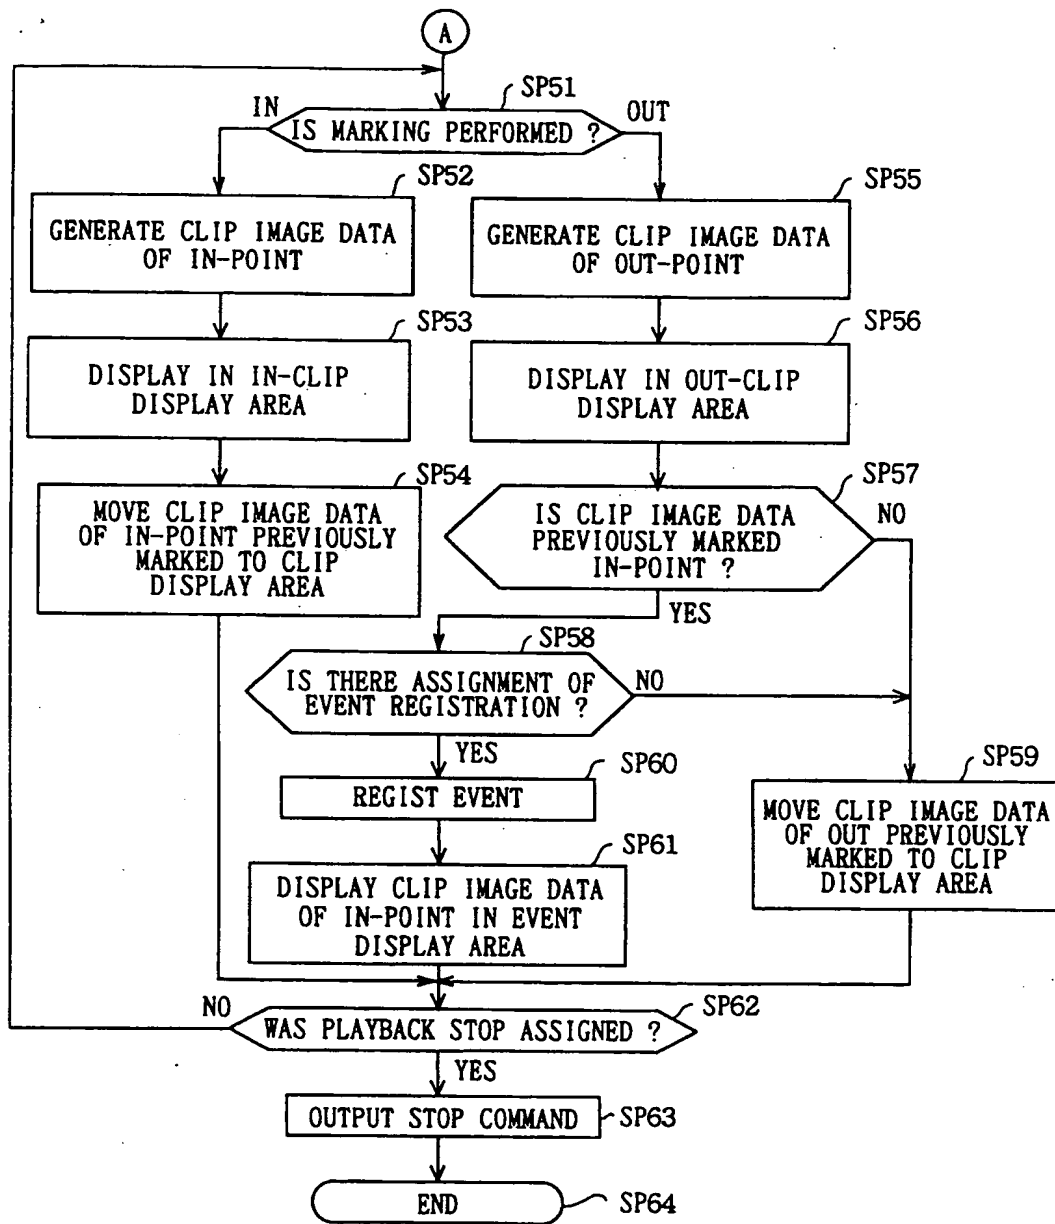 A
SP51
IN
OUT
IS MARKING PERFORMED ?
SP52
GENERATE CLIP IMAGE DATA
OF IN-POINT
SP55
GENERATE CLIP IMAGE DATA
OF OUT-POINT
SP53
DISPLAY IN IN-CLIP
DISPLAY AREA
SP56
DISPLAY IN OUT-CLIP
DISPLAY AREA
SP54
MOVE CLIP IMAGE DATA
OF IN-POINT PREVIOUSLY
MARKED TO CLIP
DISPLAY AREA
SP57
IS CLIP IMAGE DATA
PREVIOUSLY MARKED
IN-POINT ?
NO
YES
SP58
IS THERE ASSIGNMENT OF
EVENT REGISTRATION ?
NO
YES
SP60
REGIST EVENT
SP59
MOVE CLIP IMAGE DATA
OF OUT PREVIOUSLY
MARKED TO CLIP
DISPLAY AREA
SP61
DISPLAY CLIP IMAGE DATA
OF IN-POINT IN EVENT
DISPLAY AREA
NO
SP62
WAS PLAYBACK STOP ASSIGNED ?
YES
OUTPUT STOP COMMAND
SP63
END
SP64